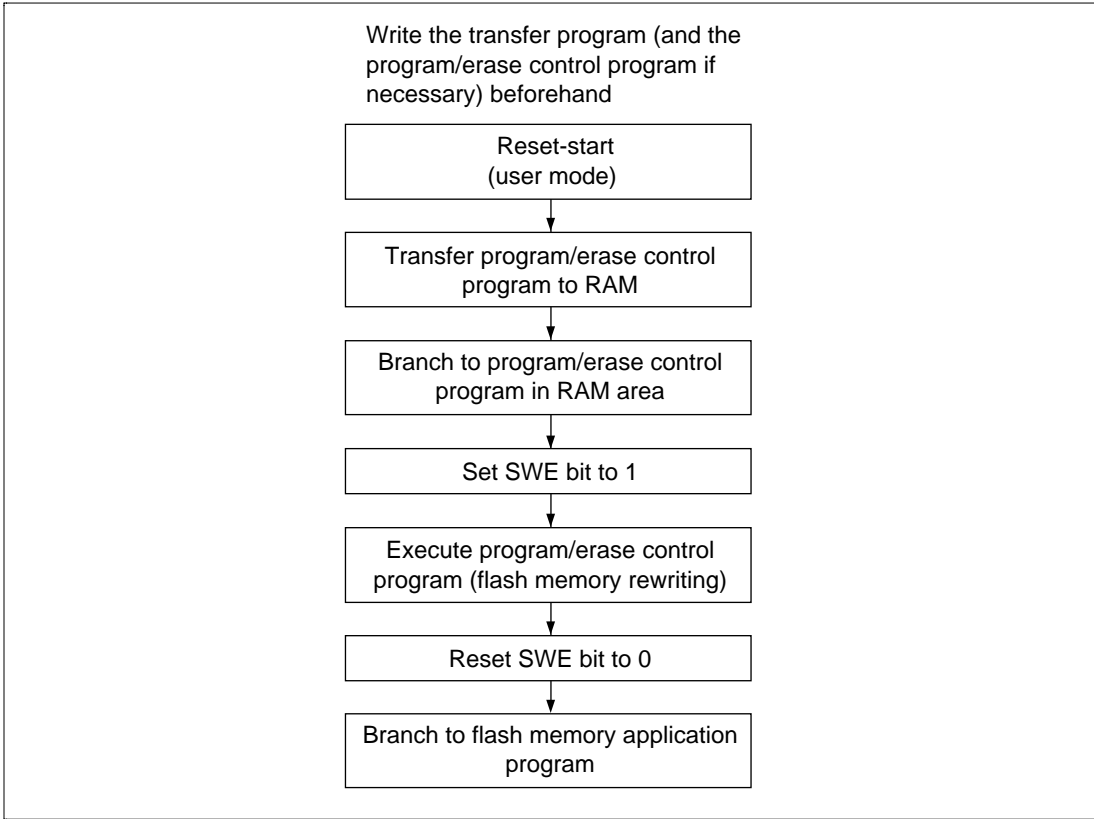 Write the transfer program (and the
program/erase control program if
necessary) beforehand
Reset-start
(user mode)
Transfer program/erase control
program to RAM
Branch to program/erase control
program in RAM area
Set SWE bit to 1
Execute program/erase control
program (flash memory rewriting)
Reset SWE bit to 0
Branch to flash memory application
program